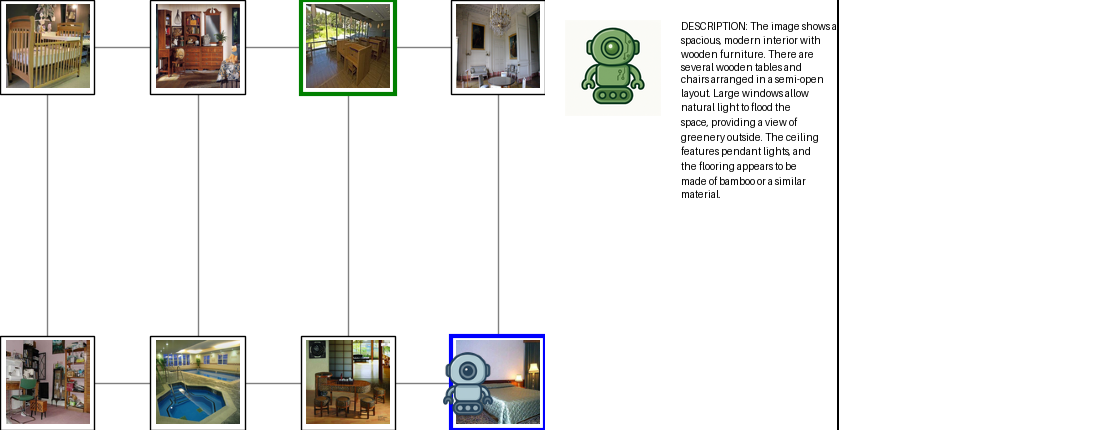 DESCRIPTION: The image shows a
spacious, modern interior with
wooden furniture. There are
several wooden tables and
chairs arranged in a semi-open
layout. Large windows allow
natural light to flood the
space, providing a view of
greenery outside. The ceiling
features pendant lights, and
the flooring appears to be
made of bamboo or a similar
material.